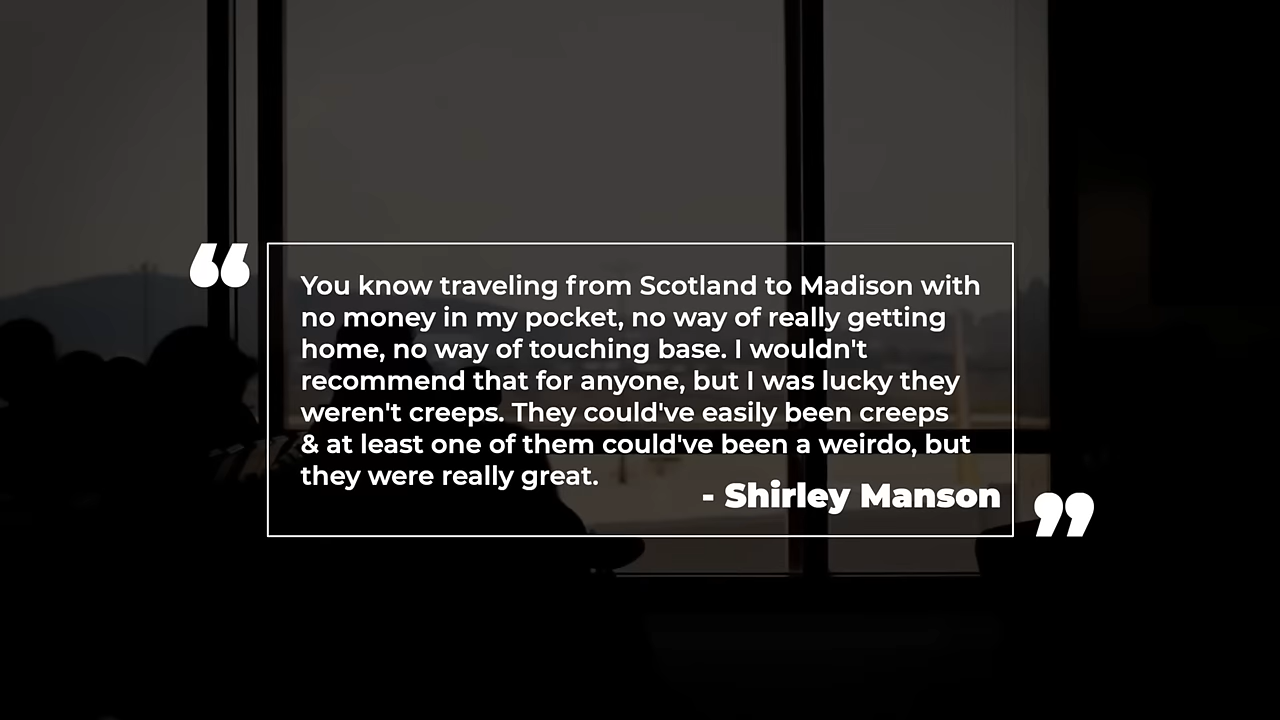 “
You know traveling from Scotland to Madison with
no money in my pocket, no way of really getting
home, no way of touching base. I wouldn't
recommend that for anyone, but I was lucky they
weren't creeps. They could've easily been creeps
& at least one of them could've been a weirdo, but
they were really great.
- Shirley Manson
”